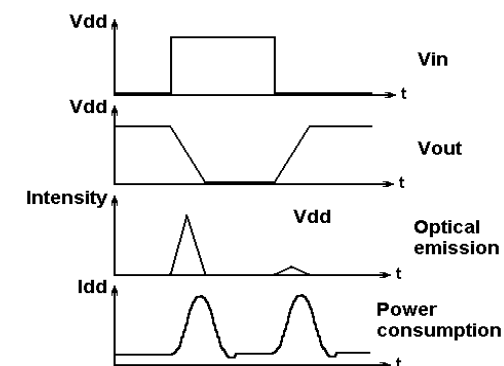 Vdd
Vin
t
Vdd
Vout
t
Intensity
Vdd
Optical
emission
t
Idd
Power
consumption
t